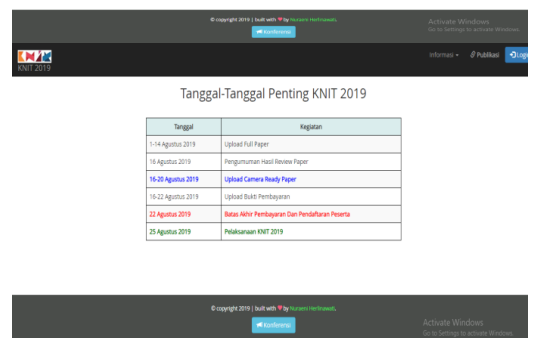 © copyright 2019 | built with ❤ by Nuraeni Herlinawati.
Konferensi
Activate Windows
Go to Settings to activate Windows.
KNIT
KNIT 2019
Informasi
Publikasi
Login
Tanggal-Tanggal Penting KNIT 2019
Tanggal Kegiatan
1-14 Agustus 2019 Upload Full Paper
16 Agustus 2019 Pengumuman Hasil Review Paper
16-20 Agustus 2019 Upload Camera Ready Paper
16-22 Agustus 2019 Upload Bukti Pembayaran
22 Agustus 2019 Batas Akhir Pembayaran Dan Pendaftaran Peserta
25 Agustus 2019 Pelaksanaan KNIT 2019
© copyright 2019 | built with ❤ by Nuraeni Herlinawati.
Konferensi
Activate Windows
Go to Settings to activate Windows.